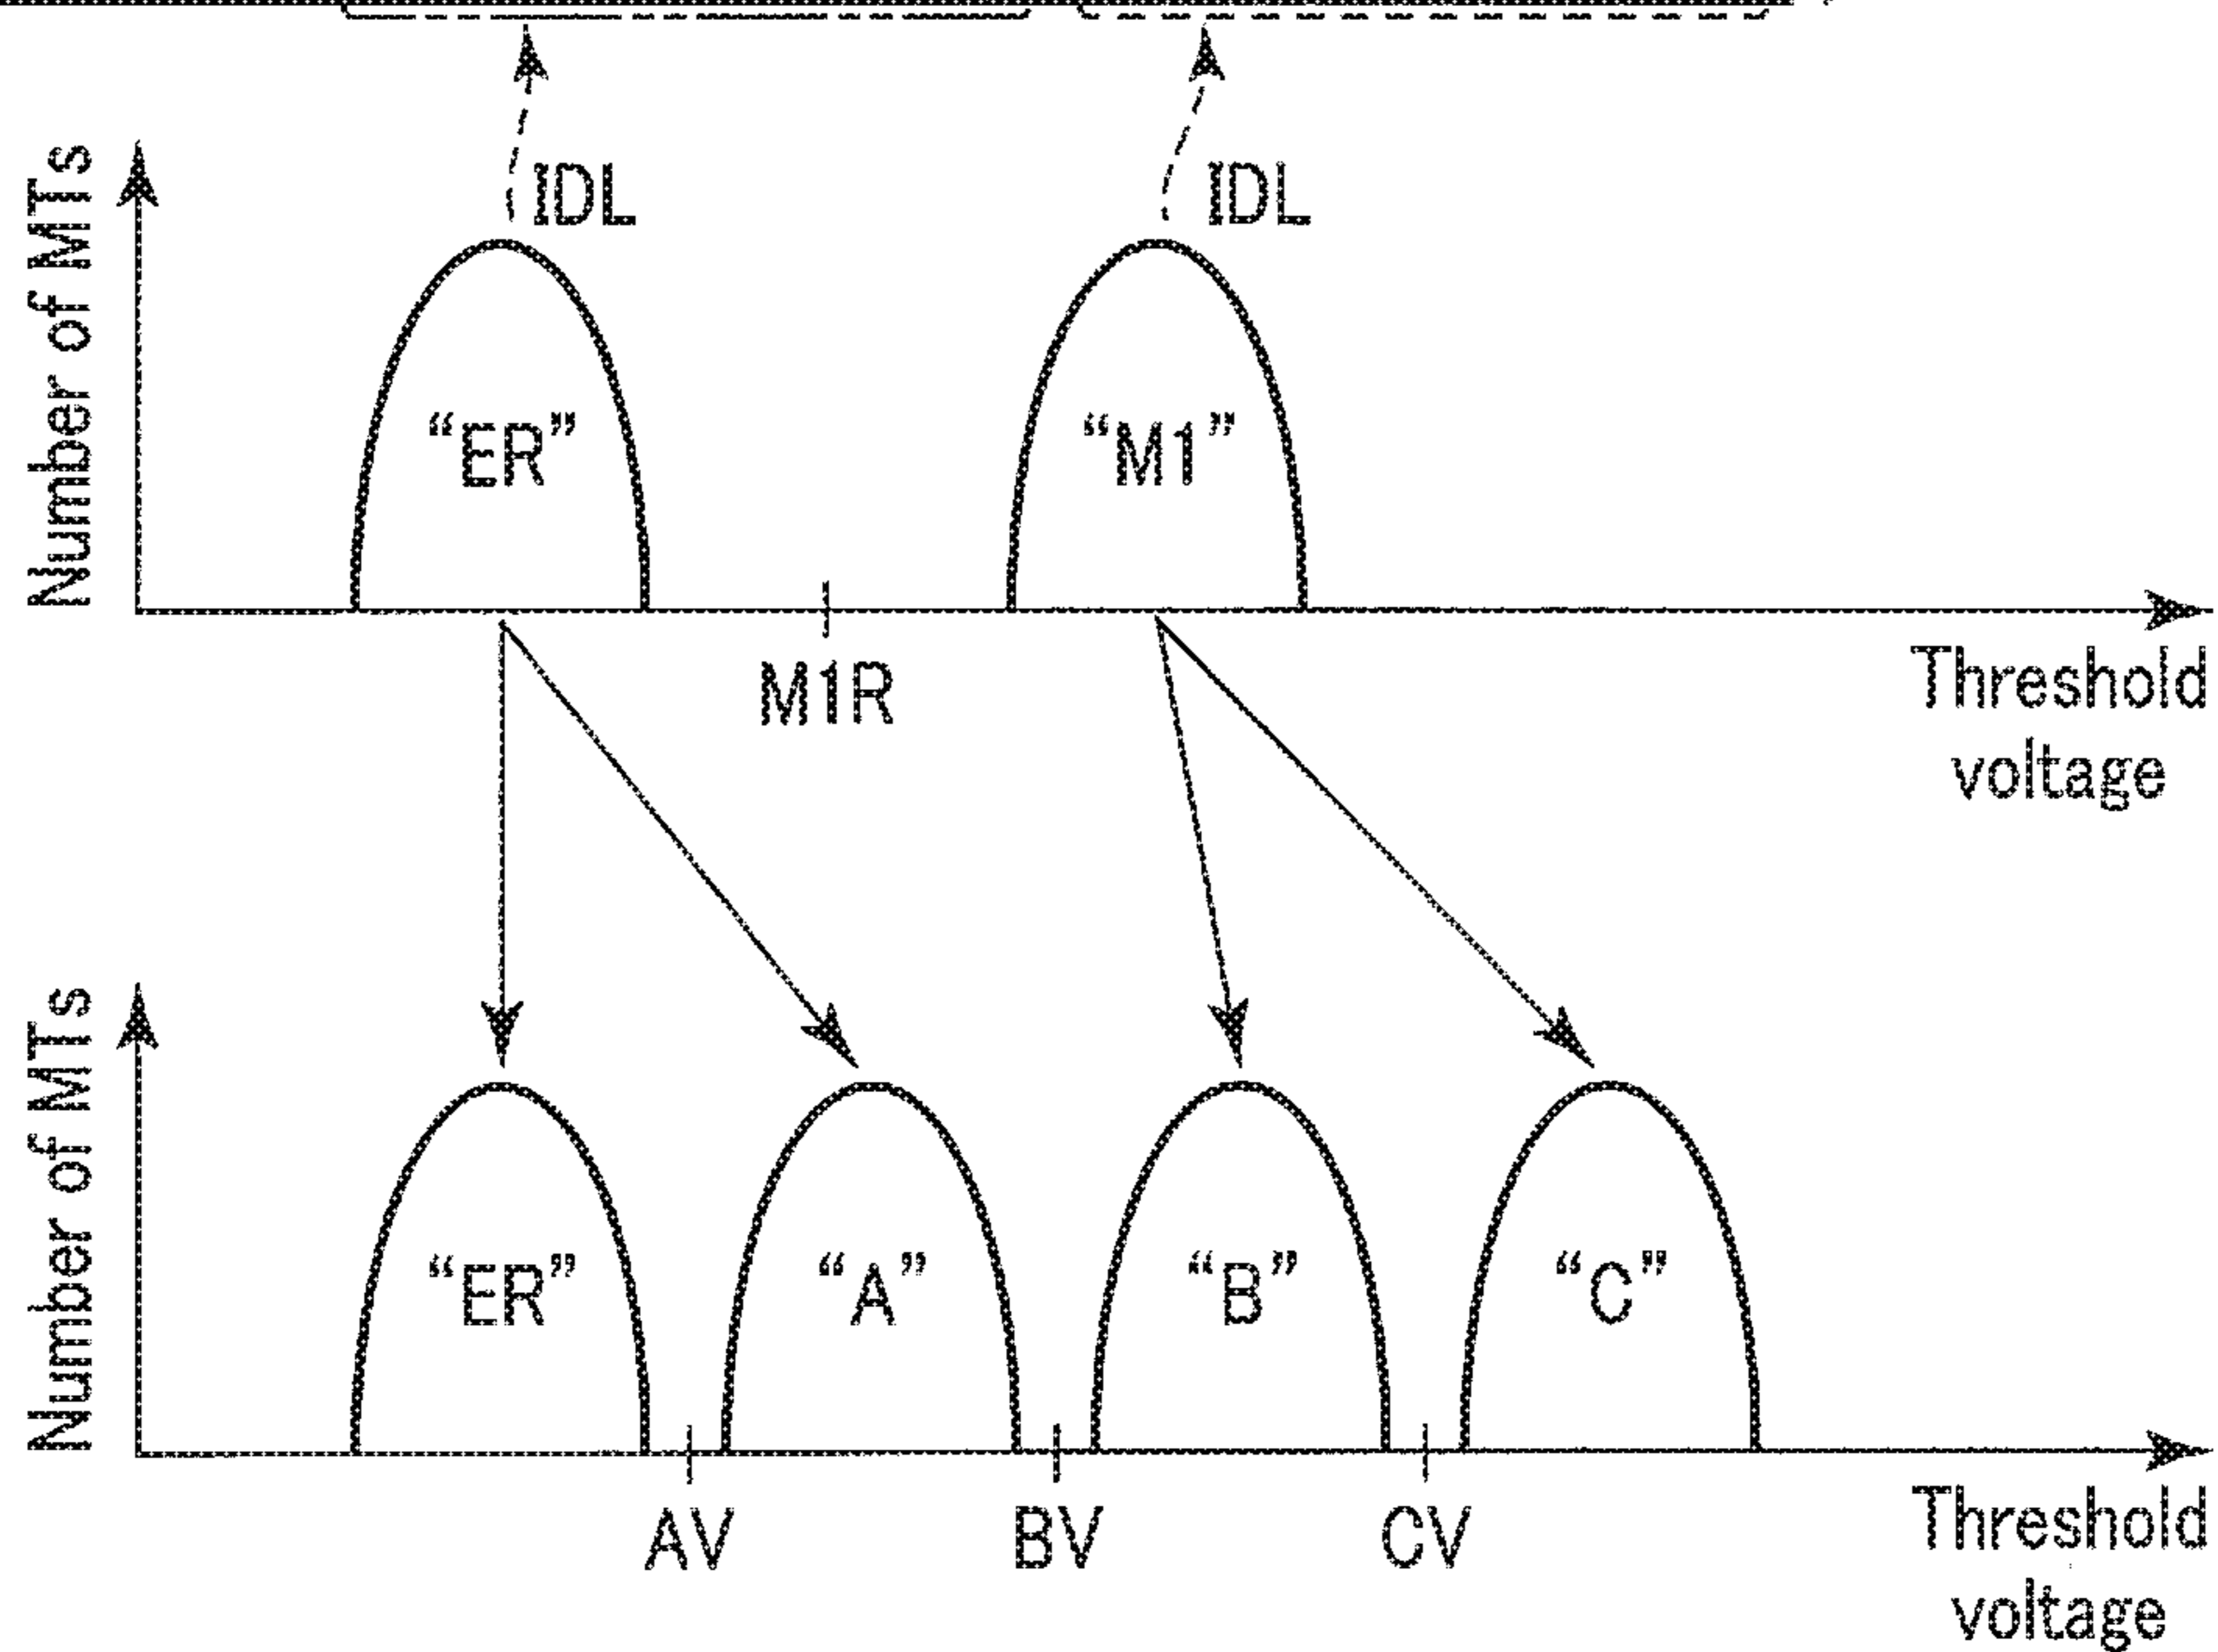 IDL
IDL
Number of MTs
“ER”
“M1”
M1R
Threshold
voltage
Number of MTs
“ER”
“A”
“B”
“C”
AV
BV
CV
Threshold
voltage